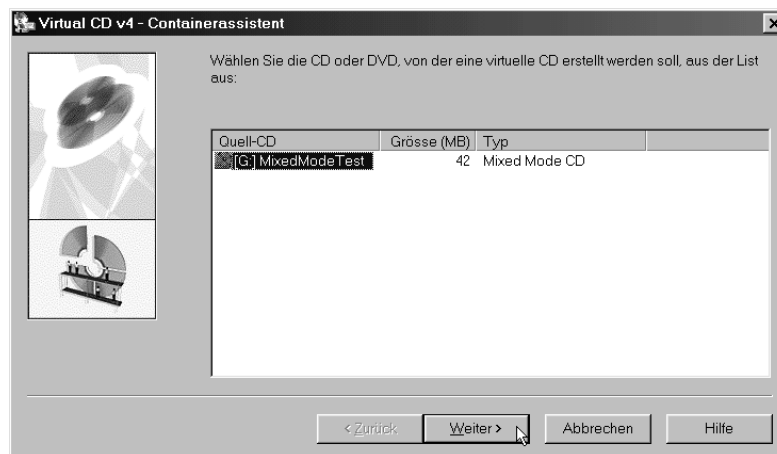 Virtual CD v4 - Containerassistent
Wählen Sie die CD oder DVD, von der eine virtuelle CD erstellt werden soll, aus der List
aus:
Quell-CD Grösse (MB) Typ
[G:] MixedModeTest 42 Mixed Mode CD
< Zurück Weiter > Abbrechen Hilfe